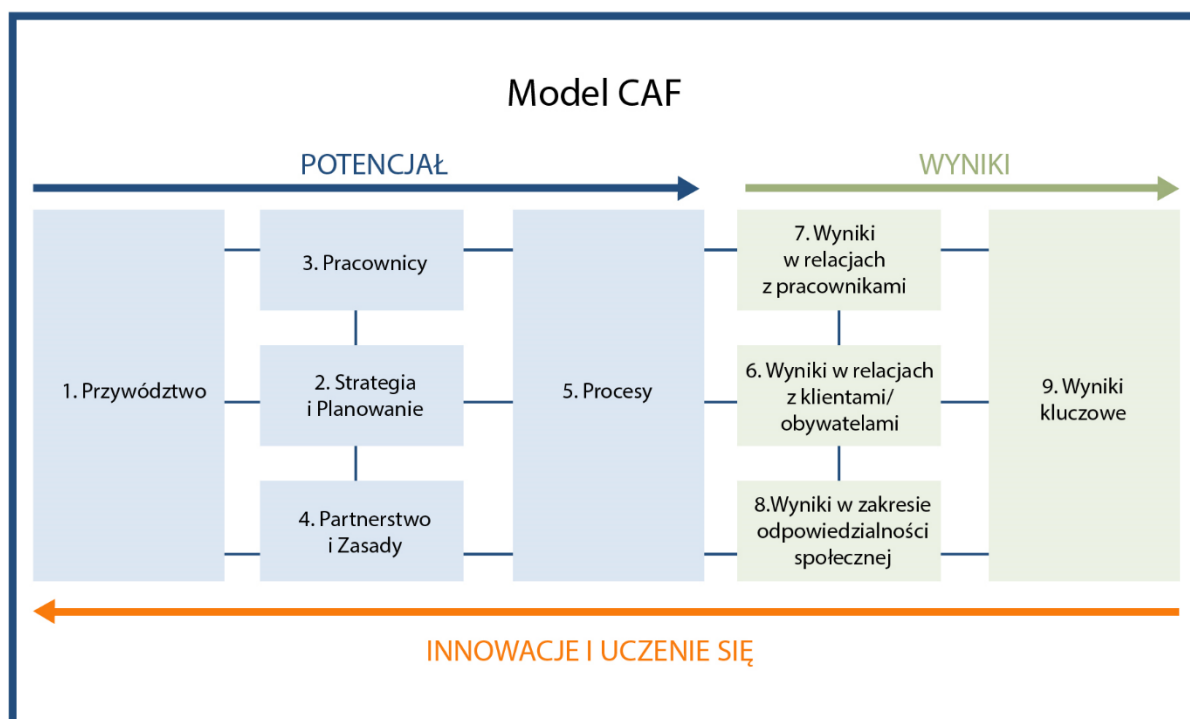 Model CAF
POTENCJAŁ
WYNIKI
1. Przywództwo
3. Pracownicy
2. Strategia
i Planowanie
4. Partnerstwo
i Zasady
5. Procesy
7. Wyniki
w relacjach
z pracownikami
6. Wyniki w relacjach
z klientami/
obywatelami
8.Wyniki w zakresie
odpowiedzialności
społecznej
9. Wyniki
kluczowe
INNOWACJE I UCZENIE SIĘ